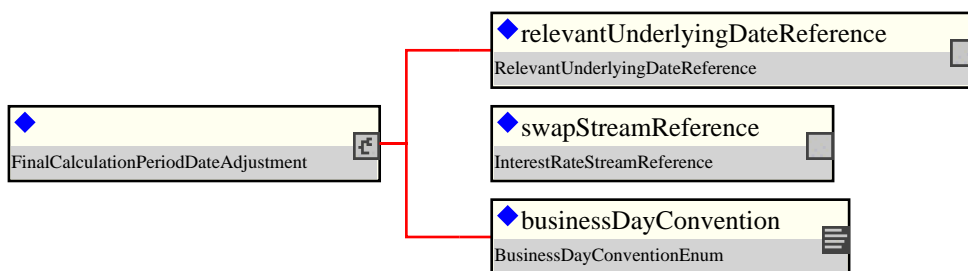 relevantUnderlyingDateReference
RelevantUnderlyingDateReference
FinalCalculationPeriodDateAdjustment
swapStreamReference
InterestRateStreamReference
businessDayConvention
BusinessDayConventionEnum